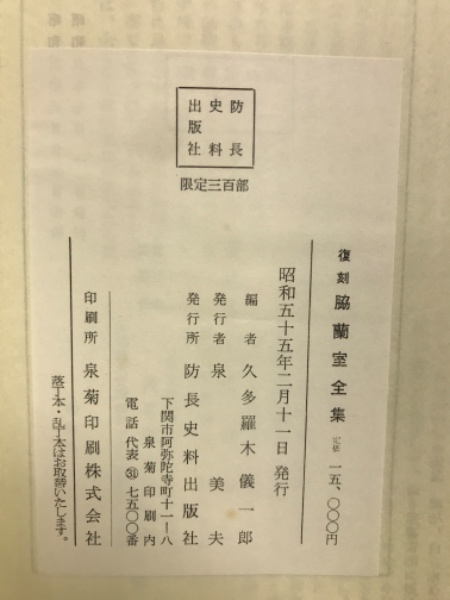 防長
史料
出版社
限定三百部
復刻 脇蘭室全集 定価 一五、〇〇〇円
昭和五十五年二月十一日 発行
編者 久多羅木儀一郎
発行者 泉 美夫
発行所 防長史料出版社
下関市阿弥陀寺町十一ー八
泉菊印刷内
電話 代表㉛七五〇〇番
印刷所 泉菊印刷株式会社
落丁本・乱丁本はお取替いたします。